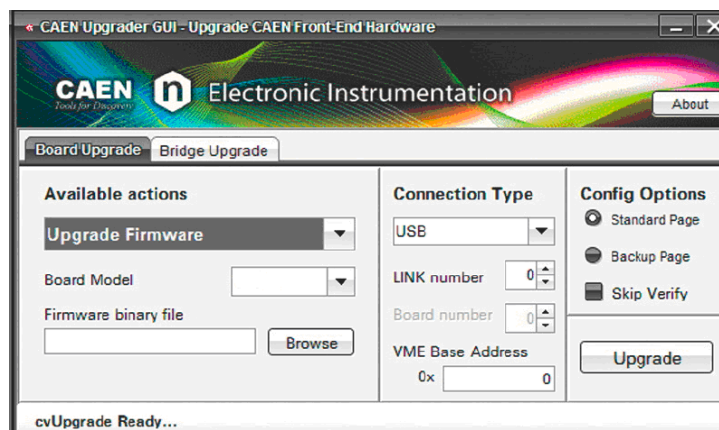 CAEN Upgrader GUI - Upgrade CAEN Front-End Hardware
CAEN
Tools for Discovery
n Electronic Instrumentation
About
Board Upgrade Bridge Upgrade
Available actions
Upgrade Firmware
Board Model
Firmware binary file
Browse
Connection Type
USB
LINK number 0
Board number 0
VME Base Address
0x 0
Config Options
Standard Page
Backup Page
Skip Verify
Upgrade
cvUpgrade Ready...